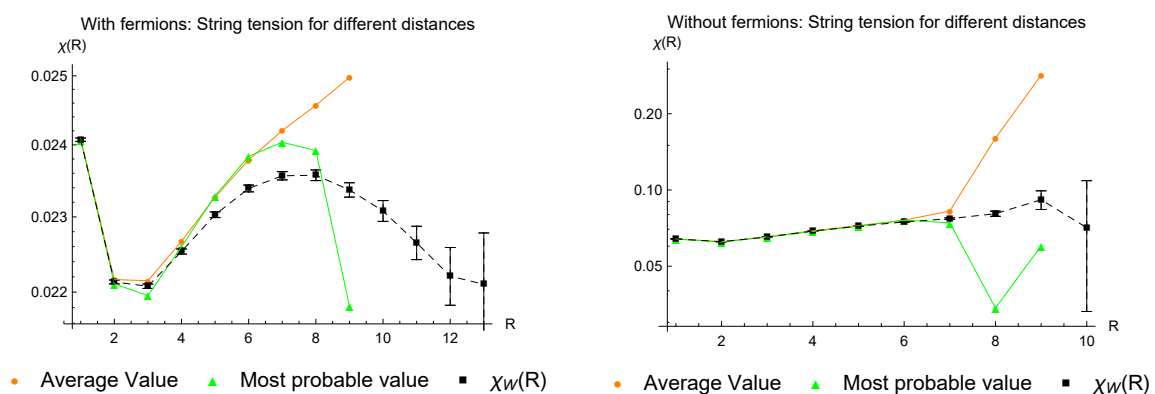 With fermions: String tension for different distances
χ(R)
0.025
0.024
0.023
0.022
2 4 6 8 10 12
R
Average Value Most probable value χW(R)
Without fermions: String tension for different distances
χ(R)
0.20
0.10
0.05
2 4 6 8 10
R
Average Value Most probable value χW(R)